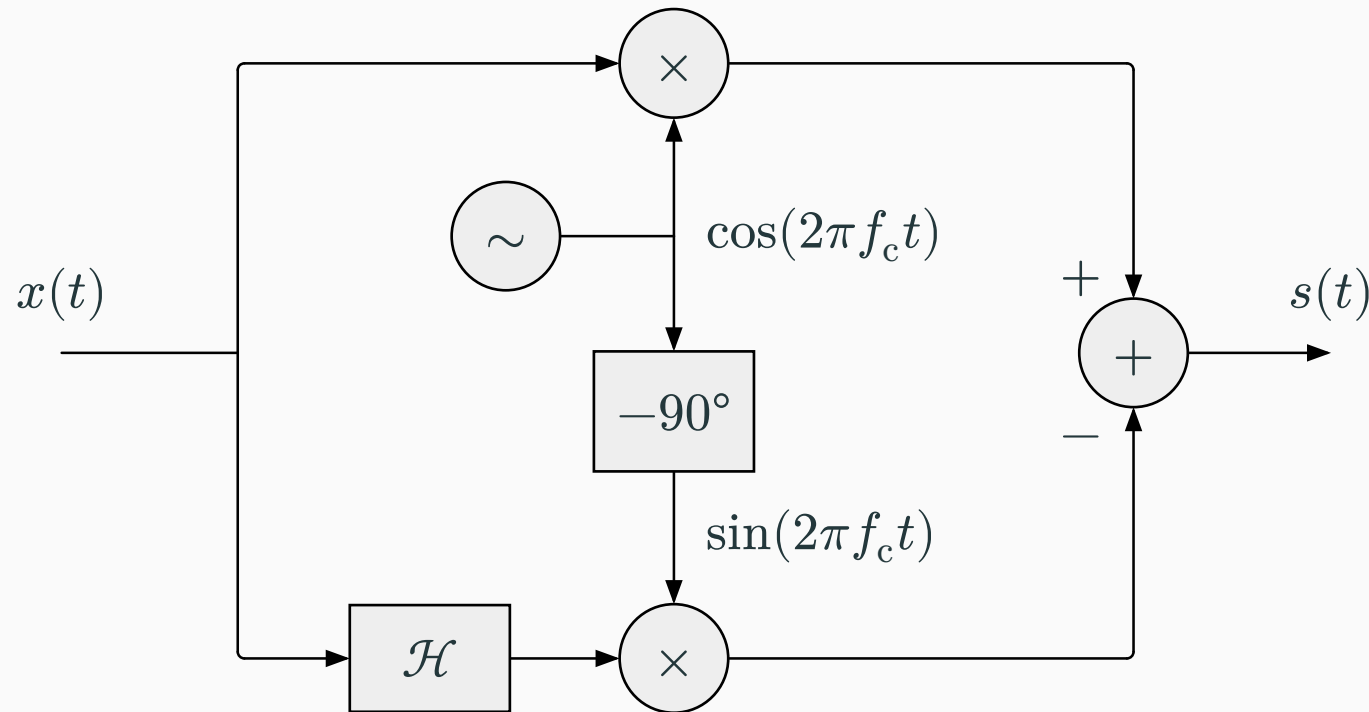 ×
cos(2πf_c t)
∼
+
x(t)
s(t)
+
−90°
−
sin(2πf_c t)
ℋ
×